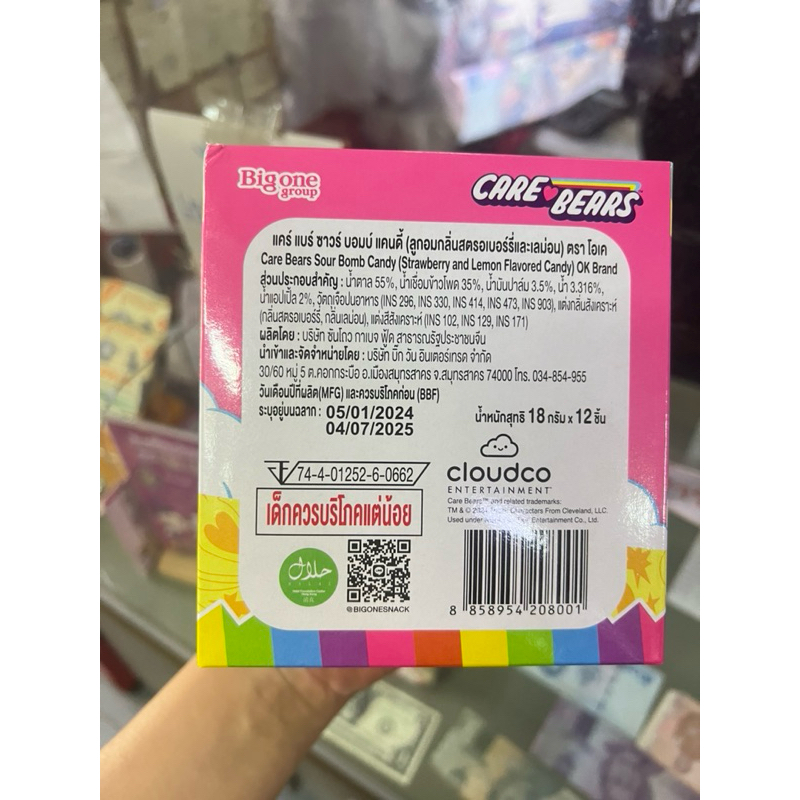 Big one
group
CARE BEARS
แคร์ แบร์ ซาวร์ บอมบ์ แคนดี้ (ลูกอมกลิ่นสตรอเบอร์รี่และเลม่อน) ตรา โอเค
Care Bears Sour Bomb Candy (Strawberry and Lemon Flavored Candy) OK Brand
ส่วนประกอบสำคัญ : น้ำตาล 55%, น้ำเชื่อมข้าวโพด 35%, น้ำมันปาล์ม 3.5%, น้ำ 3.316%,
น้ำแอปเปิ้ล 2%, วัตถุเจือปนอาหาร (INS 296, INS 330, INS 414, INS 473, INS 903), แต่งกลิ่นสังเคราะห์
(กลิ่นสตรอเบอร์รี่, กลิ่นเลม่อน), แต่งสีสังเคราะห์ (INS 102, INS 129, INS 171)
ผลิตโดย : บริษัท ซันโถว กาเบจ ฟู้ด สาธารณรัฐประชาชนจีน
นำเข้าและจัดจำหน่ายโดย : บริษัท บิ๊ก วัน อินเตอร์เทรด จำกัด
30/60 หมู่ 5 ต.คอกกระบือ อ.เมืองสมุทรสาคร จ.สมุทรสาคร 74000 โทร. 034-854-955
วันเดือนปีที่ผลิต(MFG) และควรบริโภคก่อน (BBF)
ระบุอยู่บนฉลาก : 05/01/2024
04/07/2025
น้ำหนักสุทธิ 18 กรัม x 12 ชิ้น
74-4-01252-6-0662
เด็กควรบริโภคแต่น้อย
cloudco
ENTERTAINMENT
Care Bears™ and related trademarks:
TM & © Characters From Cleveland, LLC.
Used under Entertainment Co., Ltd.
حلال
HALAL
@BIGONESNACK
8 858954 208001